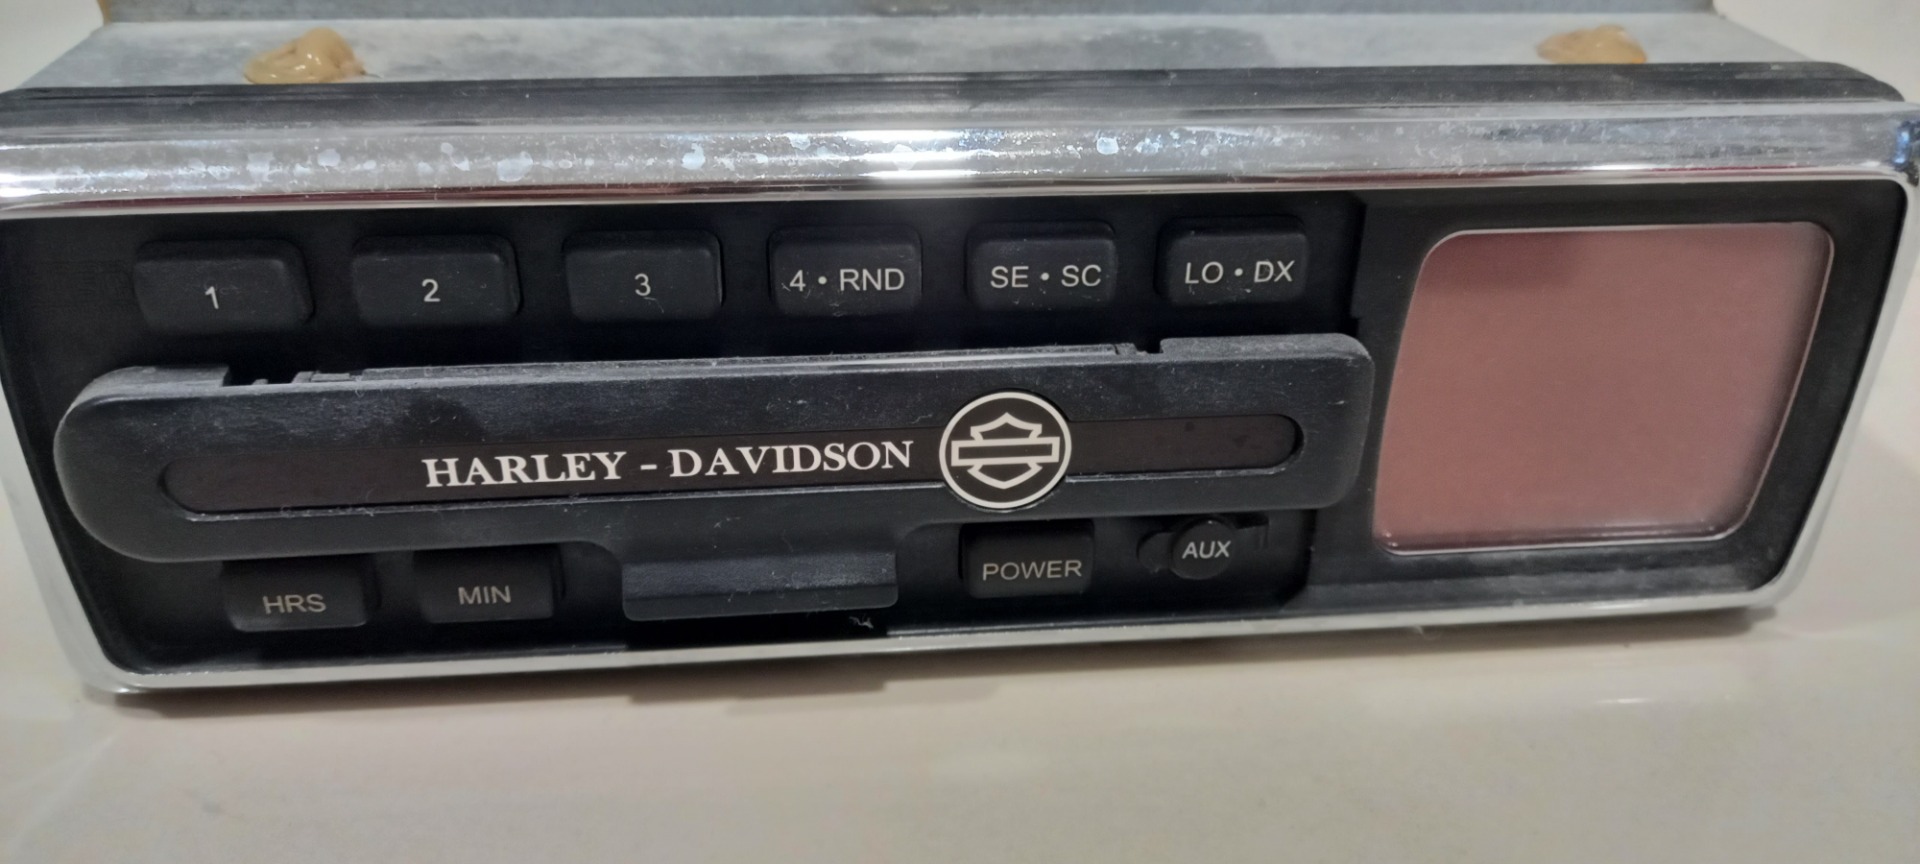 1 2 3 4 • RND SE • SC LO • DX
HARLEY - DAVIDSON
HRS MIN POWER AUX